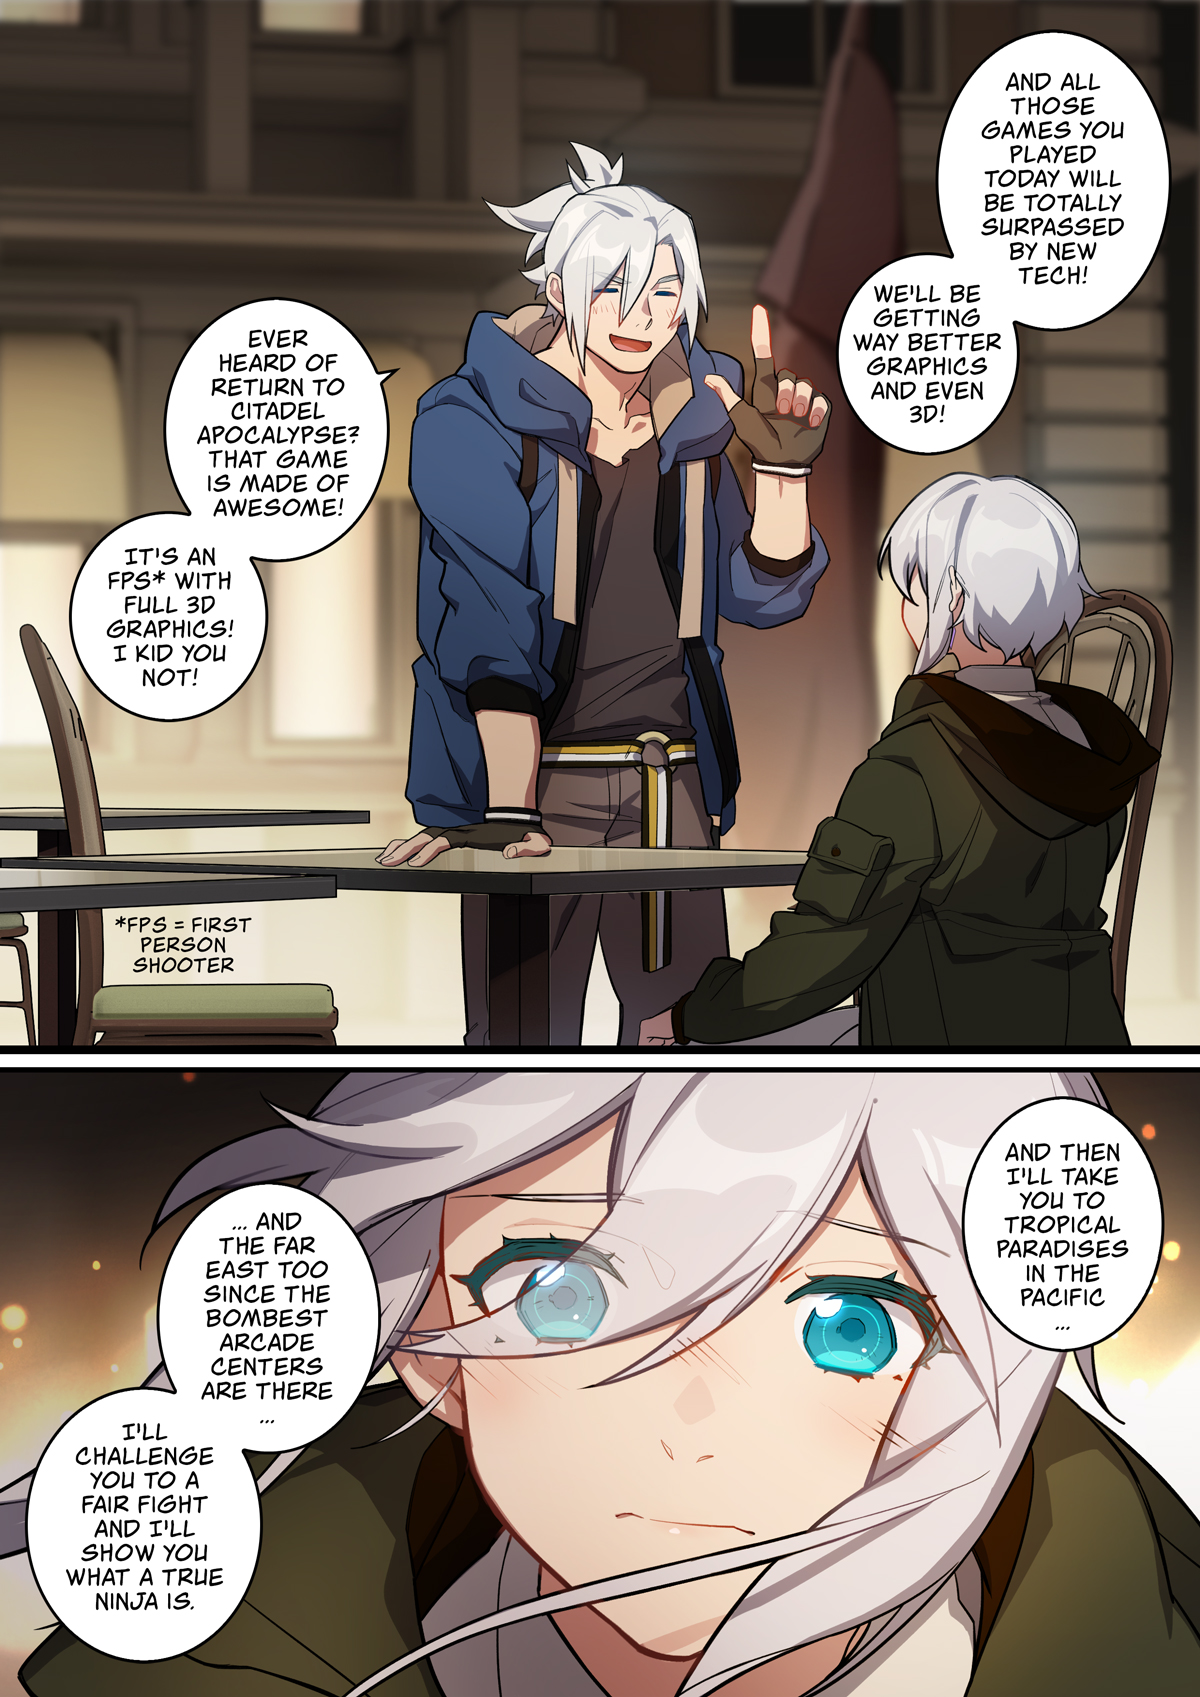 AND ALL
THOSE
GAMES YOU
PLAYED
TODAY WILL
BE TOTALLY
SURPASSED
BY NEW
TECH!
WE'LL BE
GETTING
WAY BETTER
GRAPHICS
AND EVEN
3D!
EVER
HEARD OF
RETURN TO
CITADEL
APOCALYPSE?
THAT GAME
IS MADE OF
AWESOME!
IT'S AN
FPS* WITH
FULL 3D
GRAPHICS!
I KID YOU
NOT!
*FPS = FIRST
PERSON
SHOOTER
AND THEN
I'LL TAKE
YOU TO
TROPICAL
PARADISES
IN THE
PACIFIC
...
... AND
THE FAR
EAST TOO
SINCE THE
BOMBEST
ARCADE
CENTERS
ARE THERE
...
I'LL
CHALLENGE
YOU TO A
FAIR FIGHT
AND I'LL
SHOW YOU
WHAT A TRUE
NINJA IS.